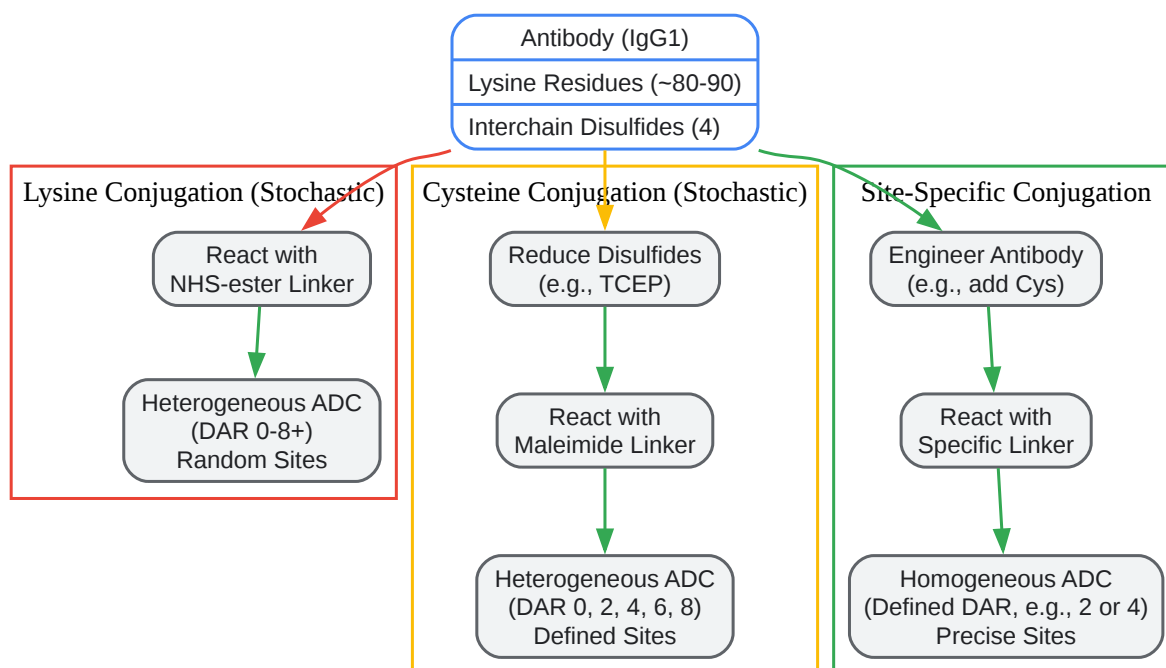 Antibody (IgG1)
Lysine Residues (~80-90)
Interchain Disulfides (4)
Lysine Conjugation (Stochastic)
React with
NHS-ester Linker
Heterogeneous ADC
(DAR 0-8+)
Random Sites
Cysteine Conjugation (Stochastic)
Reduce Disulfides
(e.g., TCEP)
React with
Maleimide Linker
Heterogeneous ADC
(DAR 0, 2, 4, 6, 8)
Defined Sites
Site-Specific Conjugation
Engineer Antibody
(e.g., add Cys)
React with
Specific Linker
Homogeneous ADC
(Defined DAR, e.g., 2 or 4)
Precise Sites